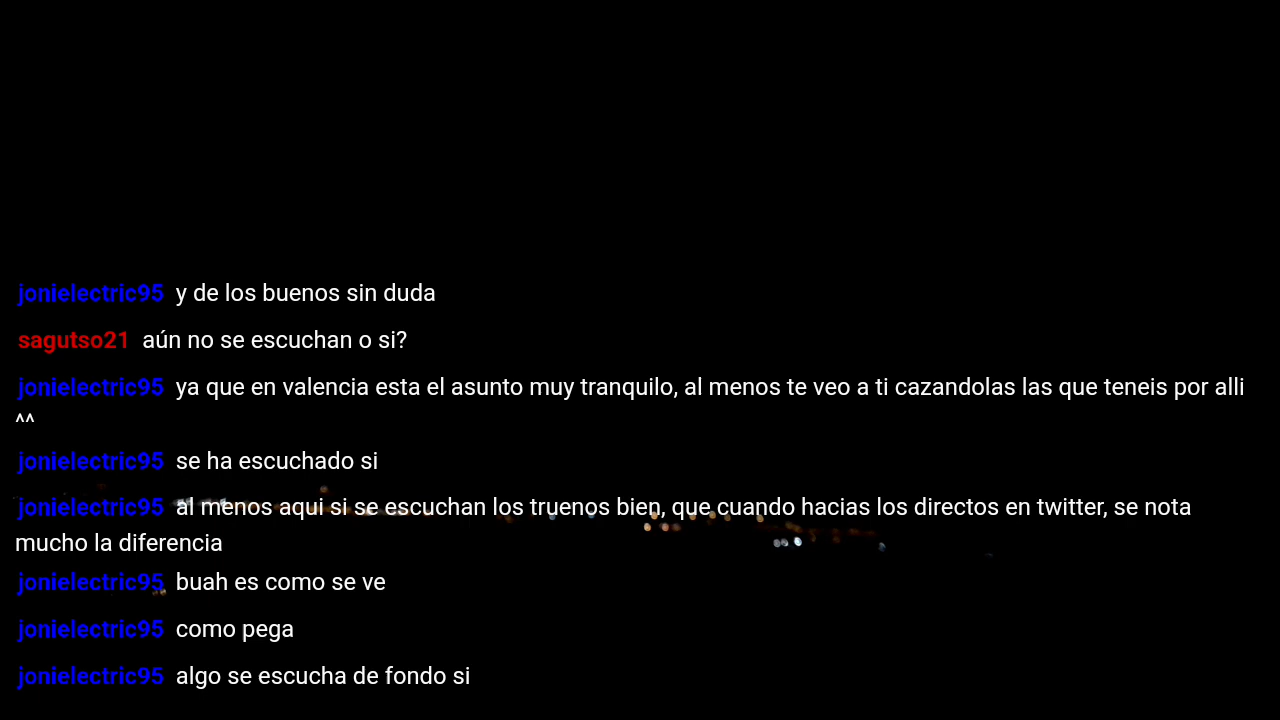 jonielectric95 y de los buenos sin duda
sagutso21 aún no se escuchan o si?
jonielectric95 ya que en valencia esta el asunto muy tranquilo, al menos te veo a ti cazandolas las que teneis por alli
^^
jonielectric95 se ha escuchado si
jonielectric95 al menos aqui si se escuchan los truenos bien, que cuando hacias los directos en twitter, se nota
mucho la diferencia
jonielectric95 buah es como se ve
jonielectric95 como pega
jonielectric95 algo se escucha de fondo si